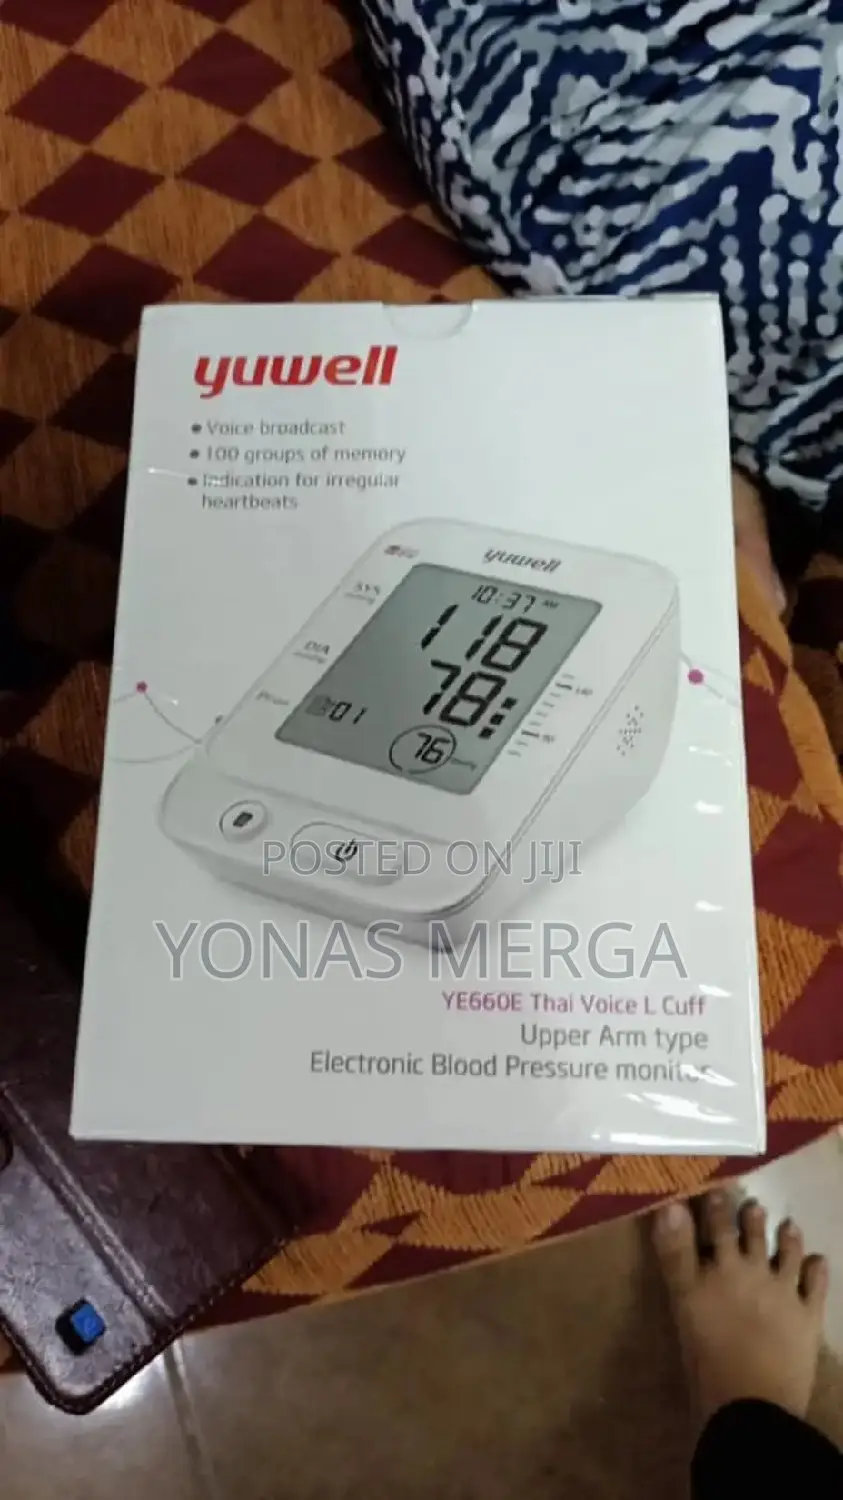 yuwell
• Voice broadcast
• 100 groups of memory
• Indication for irregular
heartbeats
yuwell
10:37 AM
SYS
118
DIA
78
01
76
POSTED ON JIJI
YONAS MERGA
YE660E Thai Voice L Cuff
Upper Arm type
Electronic Blood Pressure monitor